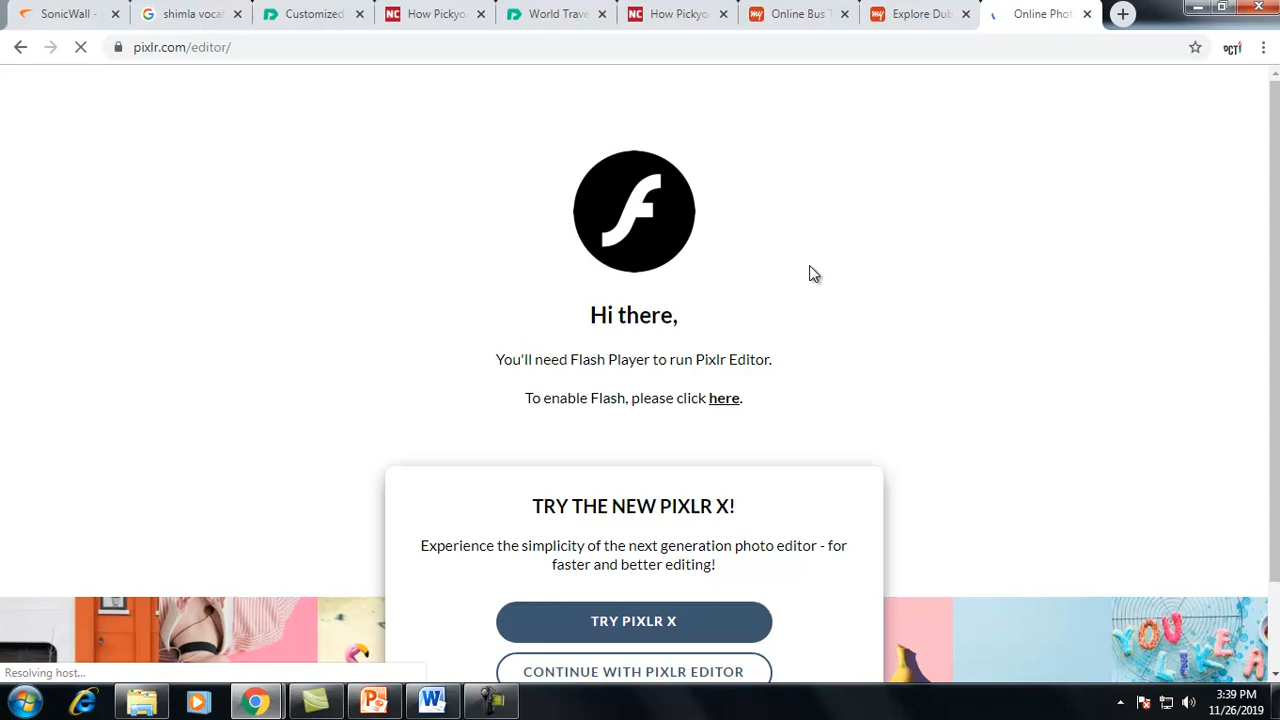 SonicWall - shimla vocat Customized How Pickyo World Trave How Pickyo Online Bus T Explore Dub Online Phot
pixlr.com/editor/
Hi there,
You'll need Flash Player to run Pixlr Editor.
To enable Flash, please click here.
TRY THE NEW PIXLR X!
Experience the simplicity of the next generation photo editor - for
faster and better editing!
TRY PIXLR X
CONTINUE WITH PIXLR EDITOR
YOU
LIVE
Resolving host...
3:39 PM
11/26/2019